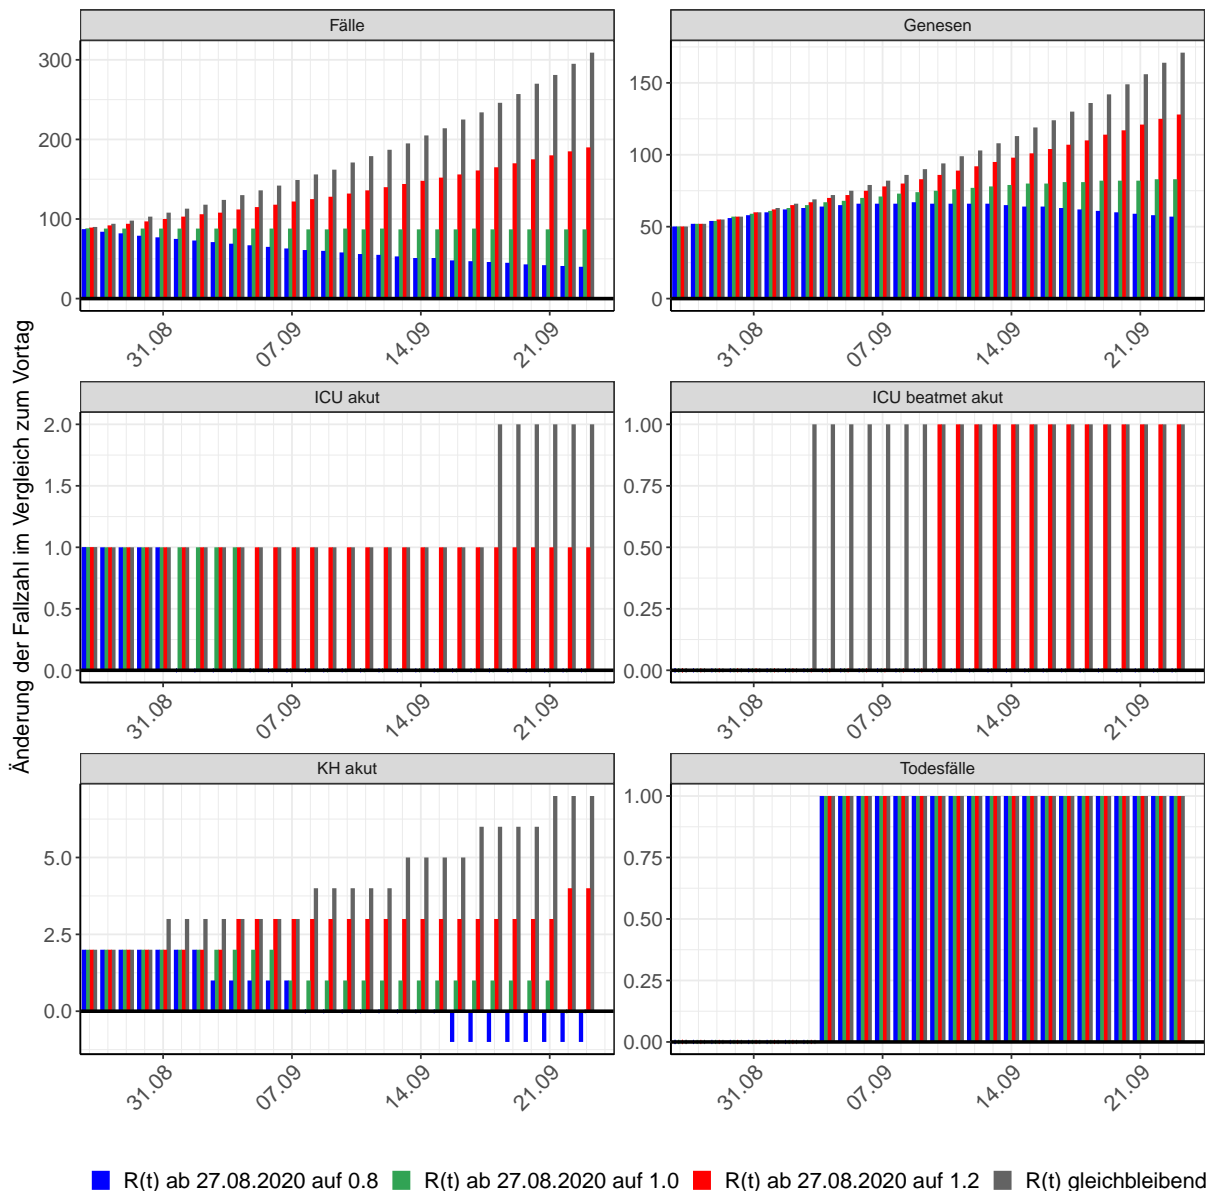 Änderung der Fallzahl im Vergleich zum Vortag
Fälle
300
200
100
0
31.08 07.09 14.09 21.09
Genesen
150
100
50
0
31.08 07.09 14.09 21.09
ICU akut
2.0
1.5
1.0
0.5
0.0
31.08 07.09 14.09 21.09
ICU beatmet akut
1.00
0.75
0.50
0.25
0.00
31.08 07.09 14.09 21.09
KH akut
5.0
2.5
0.0
31.08 07.09 14.09 21.09
Todesfälle
1.00
0.75
0.50
0.25
0.00
31.08 07.09 14.09 21.09
R(t) ab 27.08.2020 auf 0.8 R(t) ab 27.08.2020 auf 1.0 R(t) ab 27.08.2020 auf 1.2 R(t) gleichbleibend